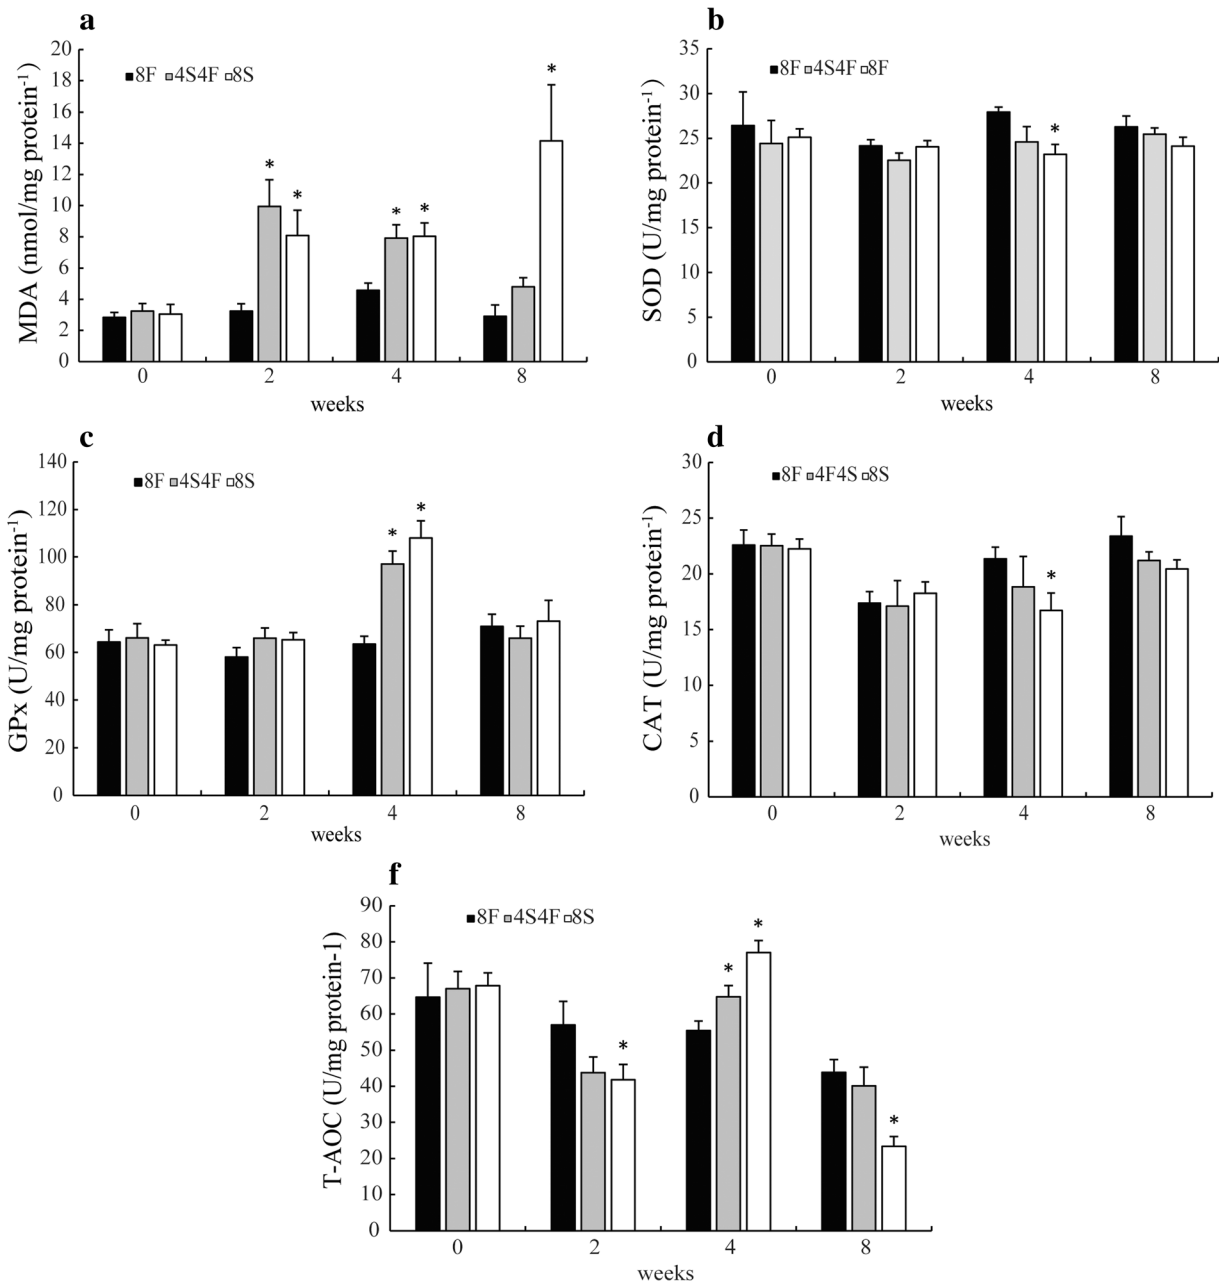 a
MDA (nmol/mg protein⁻¹)
8F 4S4F 8S
20
18
16
14
12
10
8
6
4
2
0
* * * * *
0 2 4 8
weeks
b
SOD (U/mg protein⁻¹)
8F 4S4F 8F
35
30
25
20
15
10
5
0
*
0 2 4 8
weeks
c
GPx (U/mg protein⁻¹)
8F 4S4F 8S
140
120
100
80
60
40
20
0
* *
0 2 4 8
weeks
d
CAT (U/mg protein⁻¹)
8F 4F4S 8S
30
25
20
15
10
5
0
*
0 2 4 8
weeks
f
T-AOC (U/mg protein-1)
8F 4S4F 8S
90
80
70
60
50
40
30
20
10
0
* * * *
0 2 4 8
weeks